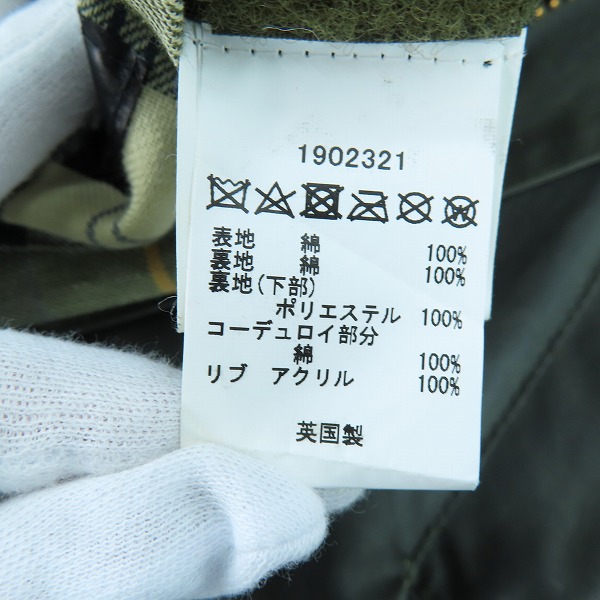 1902321
表地 綿 100%
裏地 綿 100%
裏地(下部)
ポリエステル 100%
コーデュロイ部分
綿 100%
リブ アクリル 100%
英国製